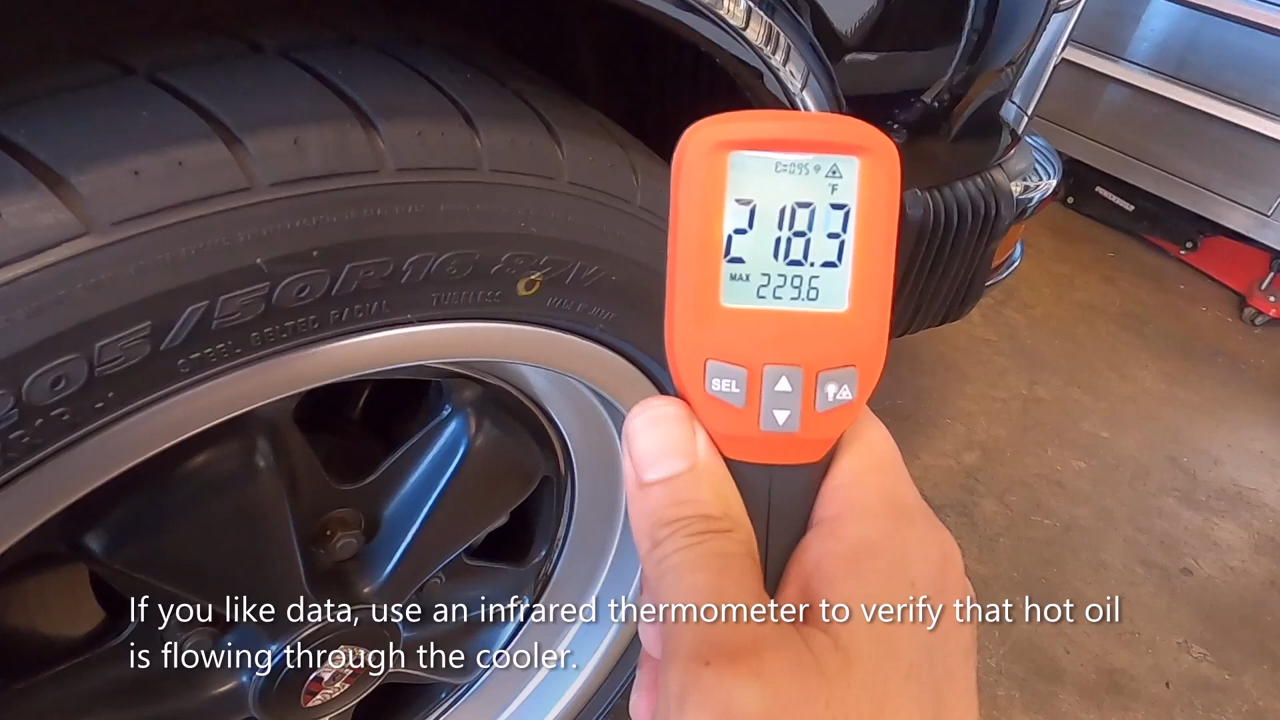 ε=0.95
°F
218.3
MAX 229.6
SEL
205/50R16 87V
STEEL BELTED RADIAL
TUBELESS
If you like data, use an infrared thermometer to verify that hot oil
is flowing through the cooler.